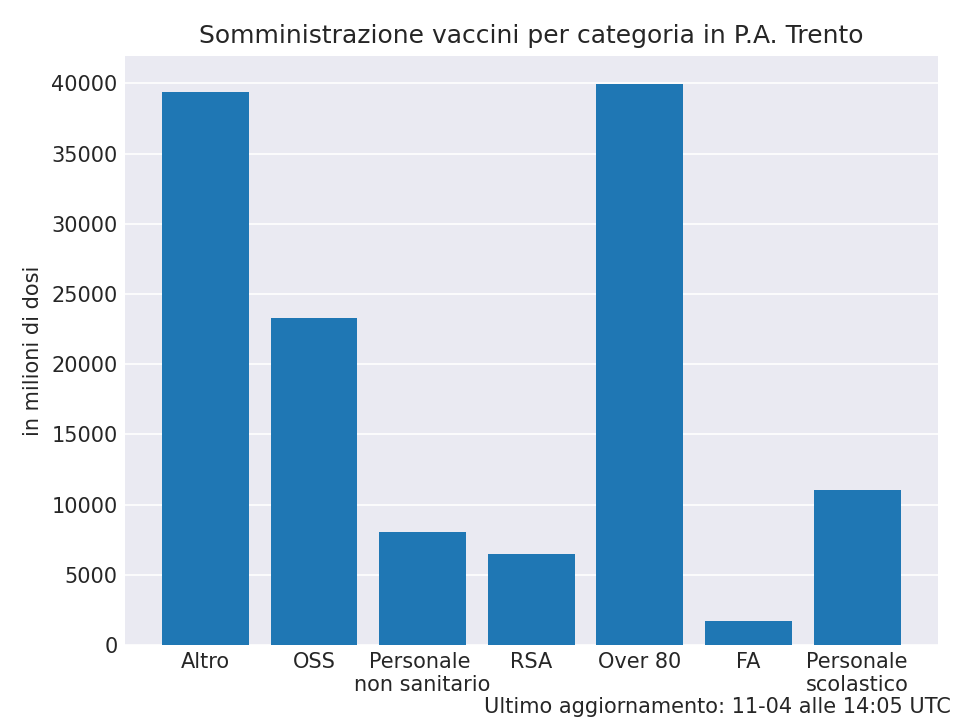 Somministrazione vaccini per categoria in P.A. Trento
in milioni di dosi
40000
35000
30000
25000
20000
15000
10000
5000
0
Altro
OSS
Personale
non sanitario
RSA
Over 80
FA
Personale
scolastico
Ultimo aggiornamento: 11-04 alle 14:05 UTC